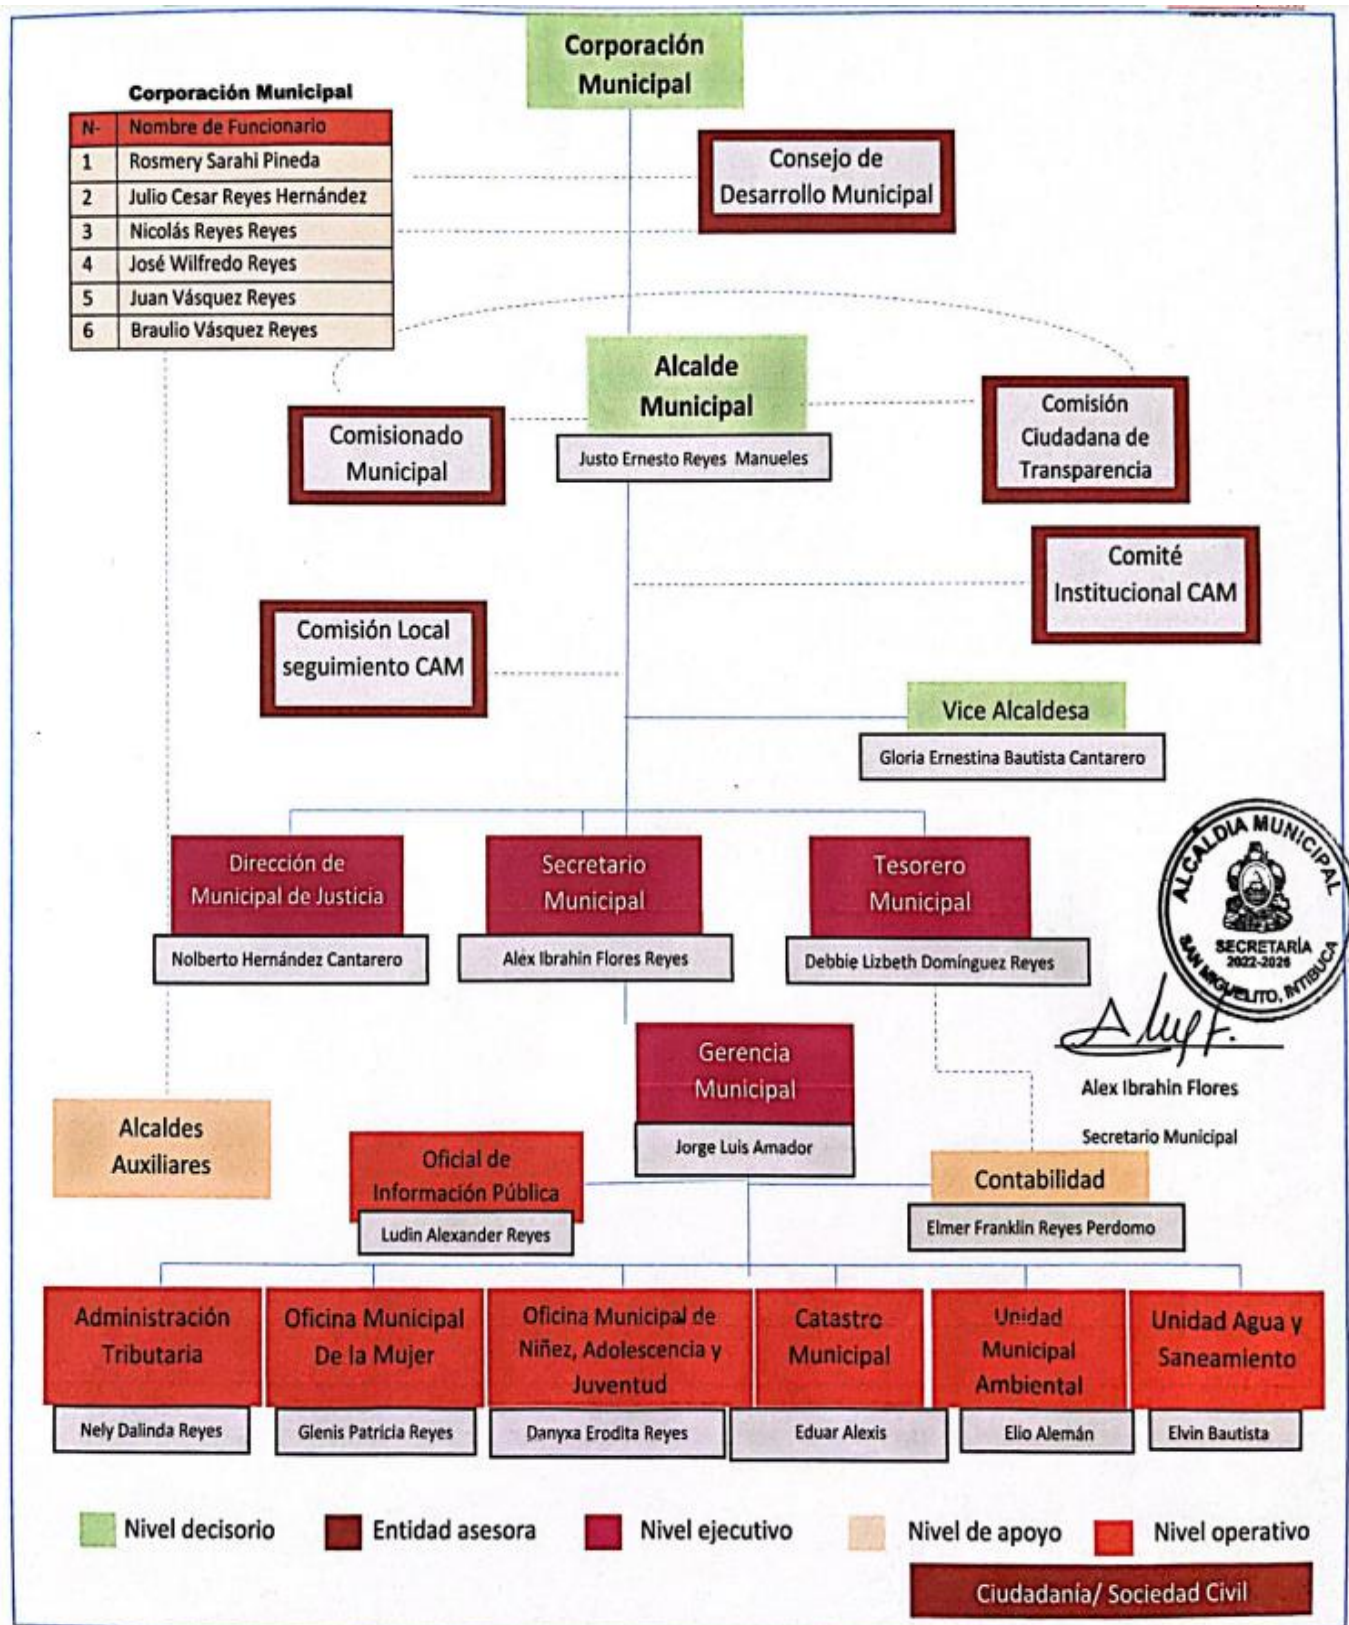 Corporación
Municipal
Corporación Municipal
N- Nombre de Funcionario
1 Rosmery Sarahi Pineda
2 Julio Cesar Reyes Hernández
3 Nicolás Reyes Reyes
4 José Wilfredo Reyes
5 Juan Vásquez Reyes
6 Braulio Vásquez Reyes
Consejo de
Desarrollo Municipal
Alcalde
Municipal
Justo Ernesto Reyes Manueles
Comisionado
Municipal
Comisión
Ciudadana de
Transparencia
Comité
Institucional CAM
Comisión Local
seguimiento CAM
Vice Alcaldesa
Gloria Ernestina Bautista Cantarero
Dirección de
Municipal de Justicia
Nolberto Hernández Cantarero
Secretario
Municipal
Alex Ibrahin Flores Reyes
Tesorero
Municipal
Debbie Lizbeth Domínguez Reyes
ALCALDIA MUNICIPAL
SECRETARÍA
2022-2026
SAN MIGUELITO, INTIBUCA
Alex Ibrahin Flores
Secretario Municipal
Gerencia
Municipal
Jorge Luis Amador
Alcaldes
Auxiliares
Oficial de
Información Pública
Ludin Alexander Reyes
Contabilidad
Elmer Franklin Reyes Perdomo
Administración
Tributaria
Nely Dalinda Reyes
Oficina Municipal
De la Mujer
Glenis Patricia Reyes
Oficina Municipal de
Niñez, Adolescencia y
Juventud
Danyxa Erodita Reyes
Catastro
Municipal
Eduar Alexis
Unidad
Municipal
Ambiental
Elio Alemán
Unidad Agua y
Saneamiento
Elvin Bautista
Nivel decisorio
Entidad asesora
Nivel ejecutivo
Nivel de apoyo
Nivel operativo
Ciudadanía/ Sociedad Civil